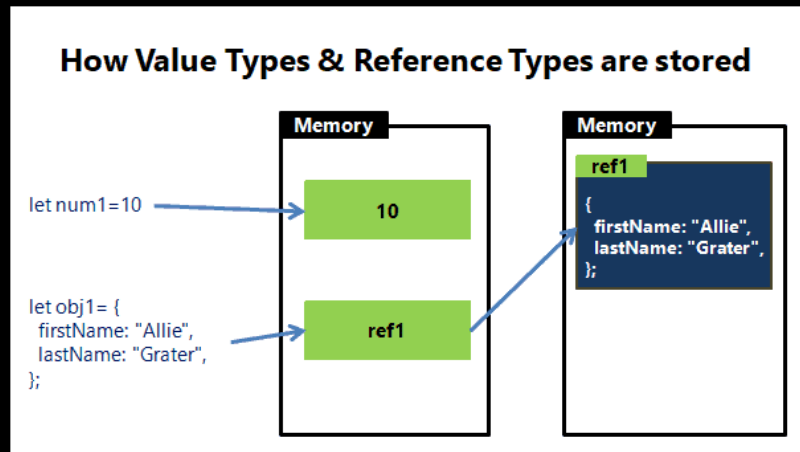 How Value Types & Reference Types are stored
Memory
Memory
let num1=10
10
let obj1= {
firstName: "Allie",
lastName: "Grater",
};
ref1
ref1
{
firstName: "Allie",
lastName: "Grater",
};